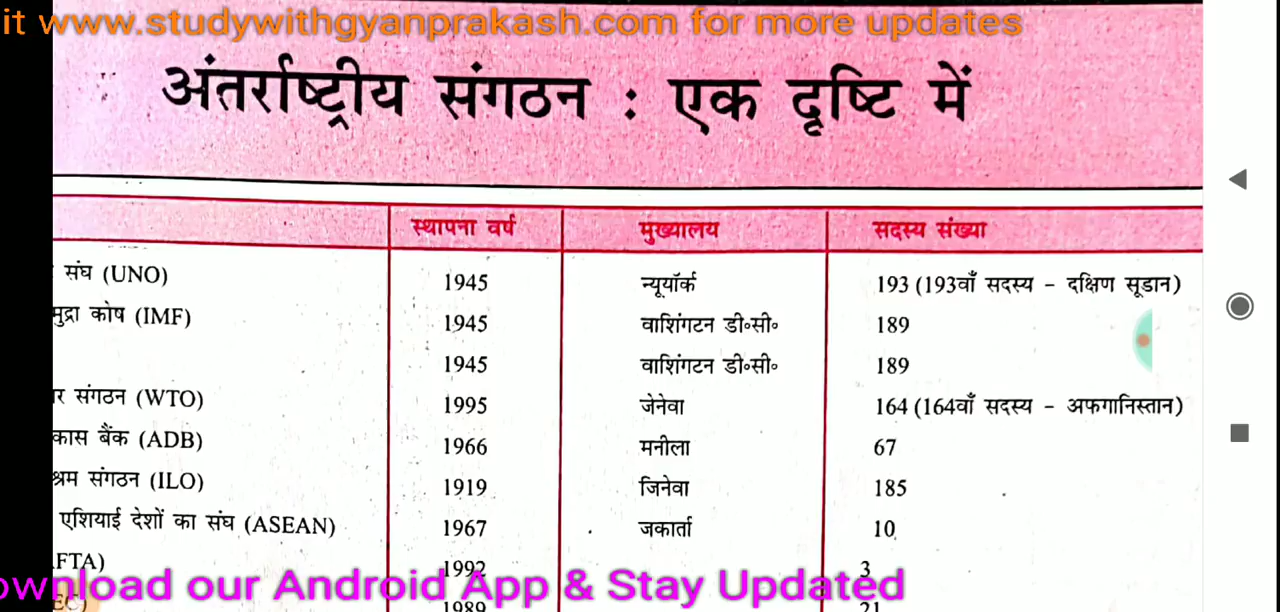 it www.studywithgyanprakash.com for more updates
अंतर्राष्ट्रीय संगठन : एक दृष्टि में
स्थापना वर्ष मुख्यालय सदस्य संख्या
संघ (UNO) 1945 न्यूयॉर्क 193 (193वाँ सदस्य - दक्षिण सूडान)
मुद्रा कोष (IMF) 1945 वाशिंगटन डी॰सी॰ 189
1945 वाशिंगटन डी॰सी॰ 189
र संगठन (WTO) 1995 जेनेवा 164 (164वाँ सदस्य - अफगानिस्तान)
कास बैंक (ADB) 1966 मनीला 67
श्रम संगठन (ILO) 1919 जिनेवा 185
एशियाई देशों का संघ (ASEAN) 1967 जकार्ता 10
FTA) 1992 3
ownload our Android App & Stay Updated
EC) 1989 21